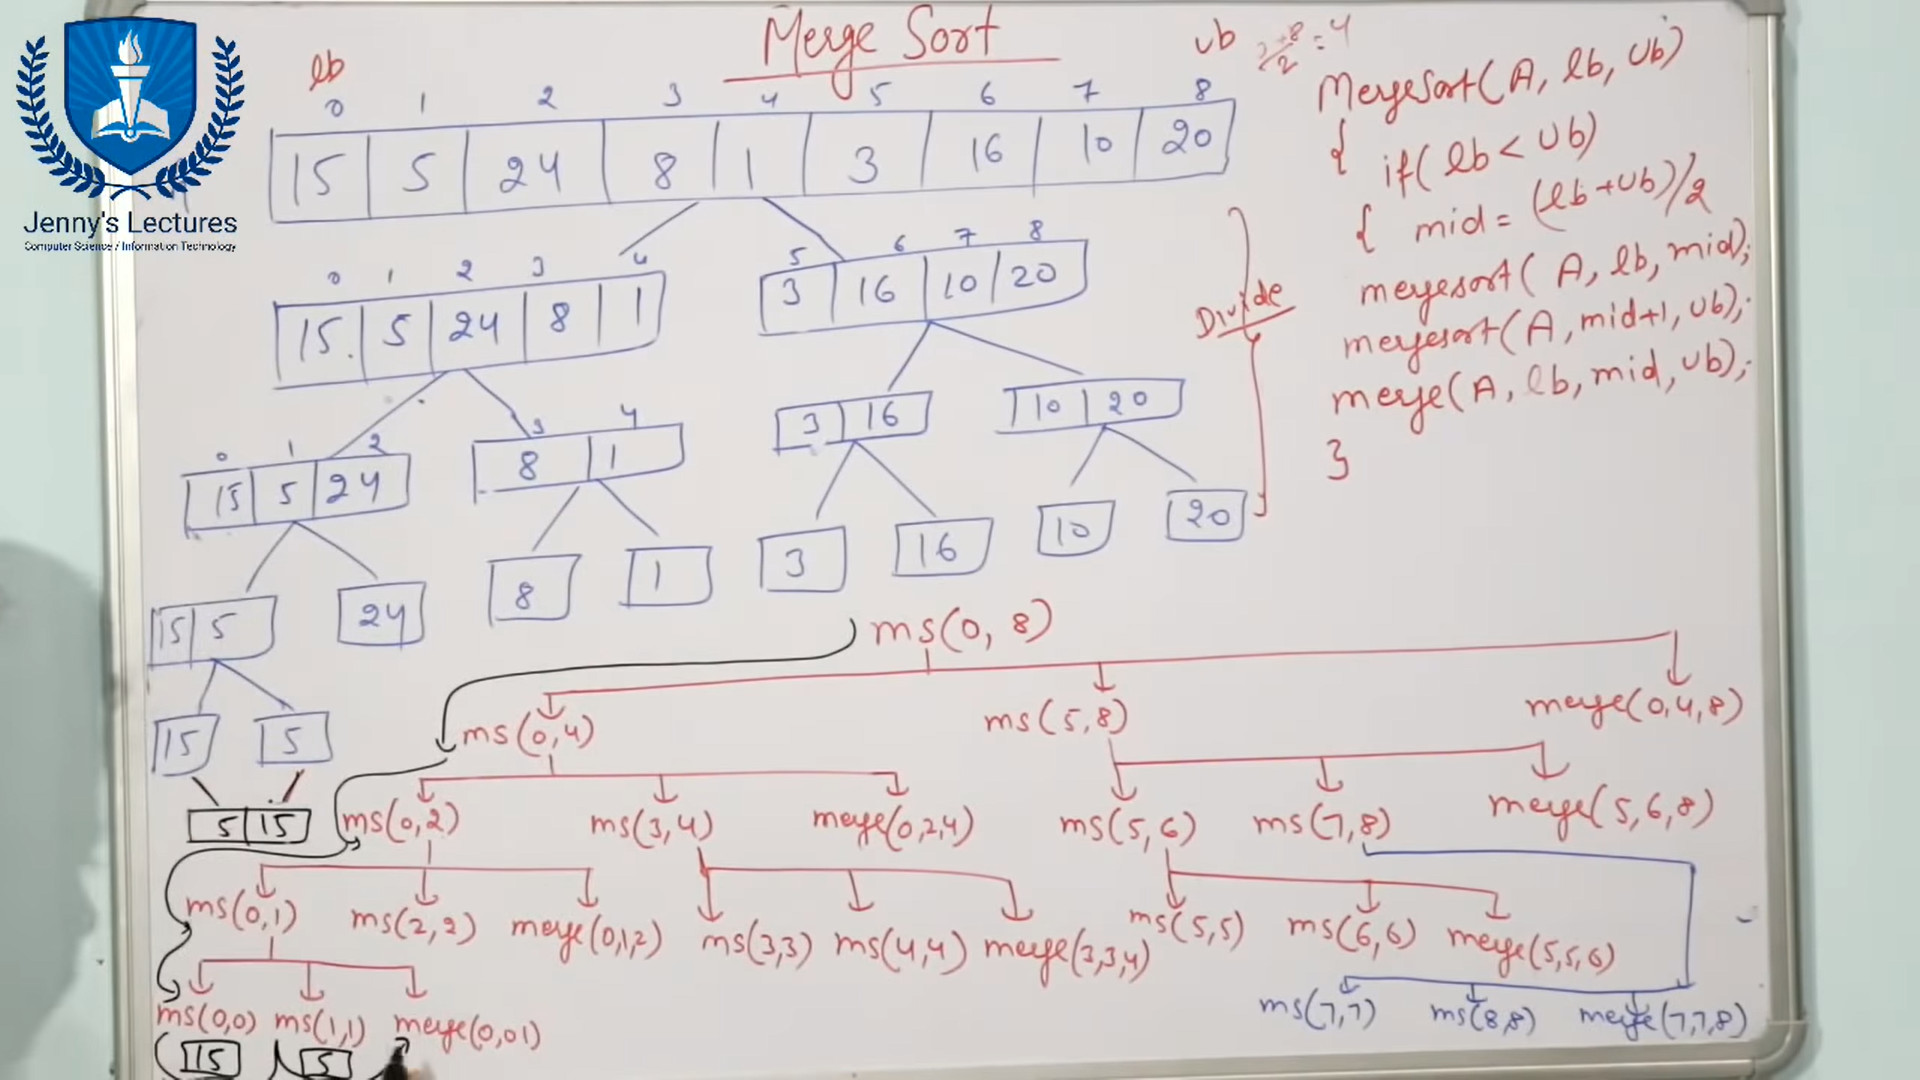 Merge Sort
lb
ub
= 4
0 1 2 3 4 5 6 7 8
15 5 24 8 1 3 16 10 20
Jenny's Lectures
Computer Science / Information Technology
MergeSort(A, lb, ub)
{
if(lb < ub)
{ mid = (lb+ub)/2
mergesort(A, lb, mid);
mergesort(A, mid+1, ub);
merge(A, lb, mid, ub);
}
Divide
0 1 2 3 4
15 5 24 8 1
5 6 7 8
3 16 10 20
0 1 2
15 5 24
3 4
8 1
3 16
10 20
15 5
24
8
1
3
16
10
20
15
5
5 15
ms(0, 8)
ms(0,4)
ms(5,8)
merge(0,4,8)
ms(0,2)
ms(3,4)
merge(0,2,4)
ms(5,6)
ms(7,8)
merge(5,6,8)
ms(0,1)
ms(2,2)
merge(0,1,2)
ms(3,3)
ms(4,4)
merge(3,3,4)
ms(5,5)
ms(6,6)
merge(5,5,6)
ms(0,0)
ms(1,1)
merge(0,01)
ms(7,7)
ms(8,8)
merge(7,7,8)
15
5